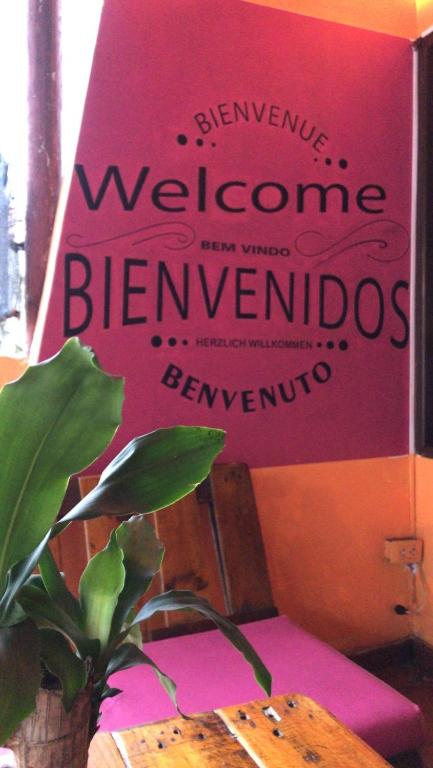 BIENVENUE
Welcome
BEM VINDO
BIENVENIDOS
HERZLICH WILLKOMMEN
BENVENUTO